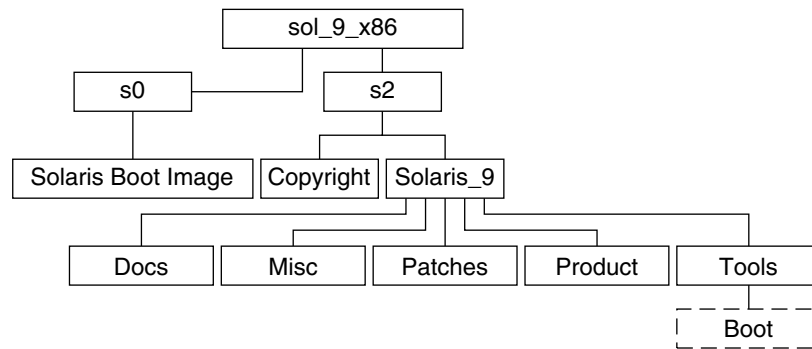 sol_9_x86
s0
s2
Solaris Boot Image
Copyright
Solaris_9
Docs
Misc
Patches
Product
Tools
Boot